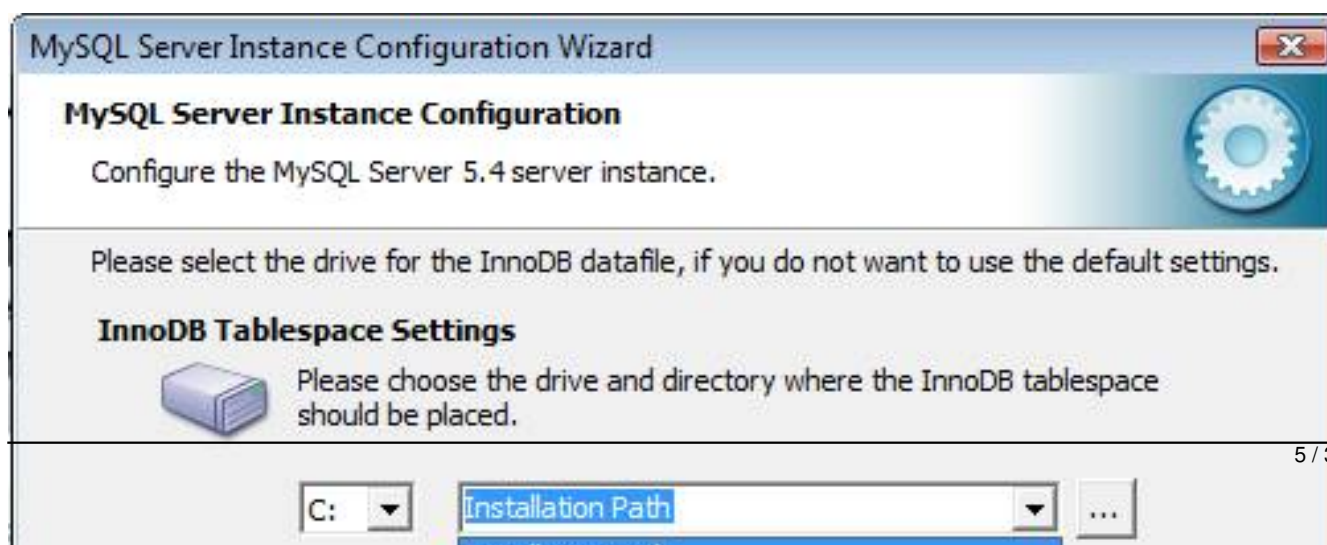 MySQL Server Instance Configuration Wizard
MySQL Server Instance Configuration
Configure the MySQL Server 5.4 server instance.
Please select the drive for the InnoDB datafile, if you do not want to use the default settings.
InnoDB Tablespace Settings
Please choose the drive and directory where the InnoDB tablespace
should be placed.
5 /
C:
Installation Path
...